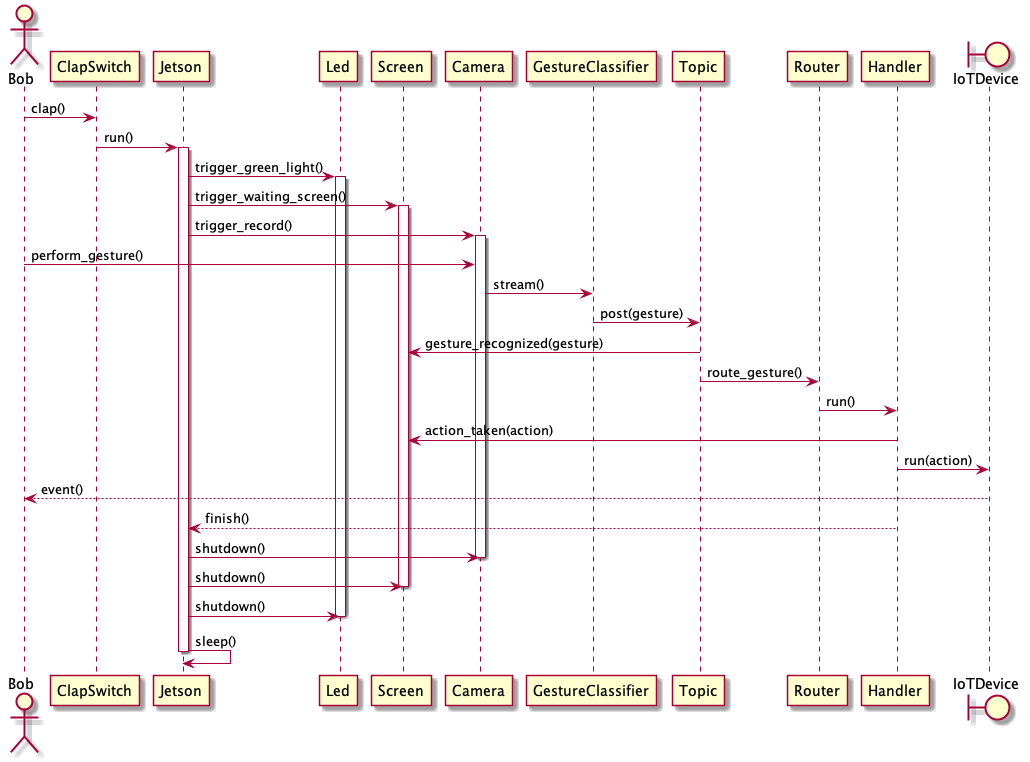 Bob
ClapSwitch
Jetson
Led
Screen
Camera
GestureClassifier
Topic
Router
Handler
IoTDevice
clap()
run()
trigger_green_light()
trigger_waiting_screen()
trigger_record()
perform_gesture()
stream()
post(gesture)
gesture_recognized(gesture)
route_gesture()
run()
action_taken(action)
run(action)
event()
finish()
shutdown()
shutdown()
shutdown()
sleep()
Bob
ClapSwitch
Jetson
Led
Screen
Camera
GestureClassifier
Topic
Router
Handler
IoTDevice